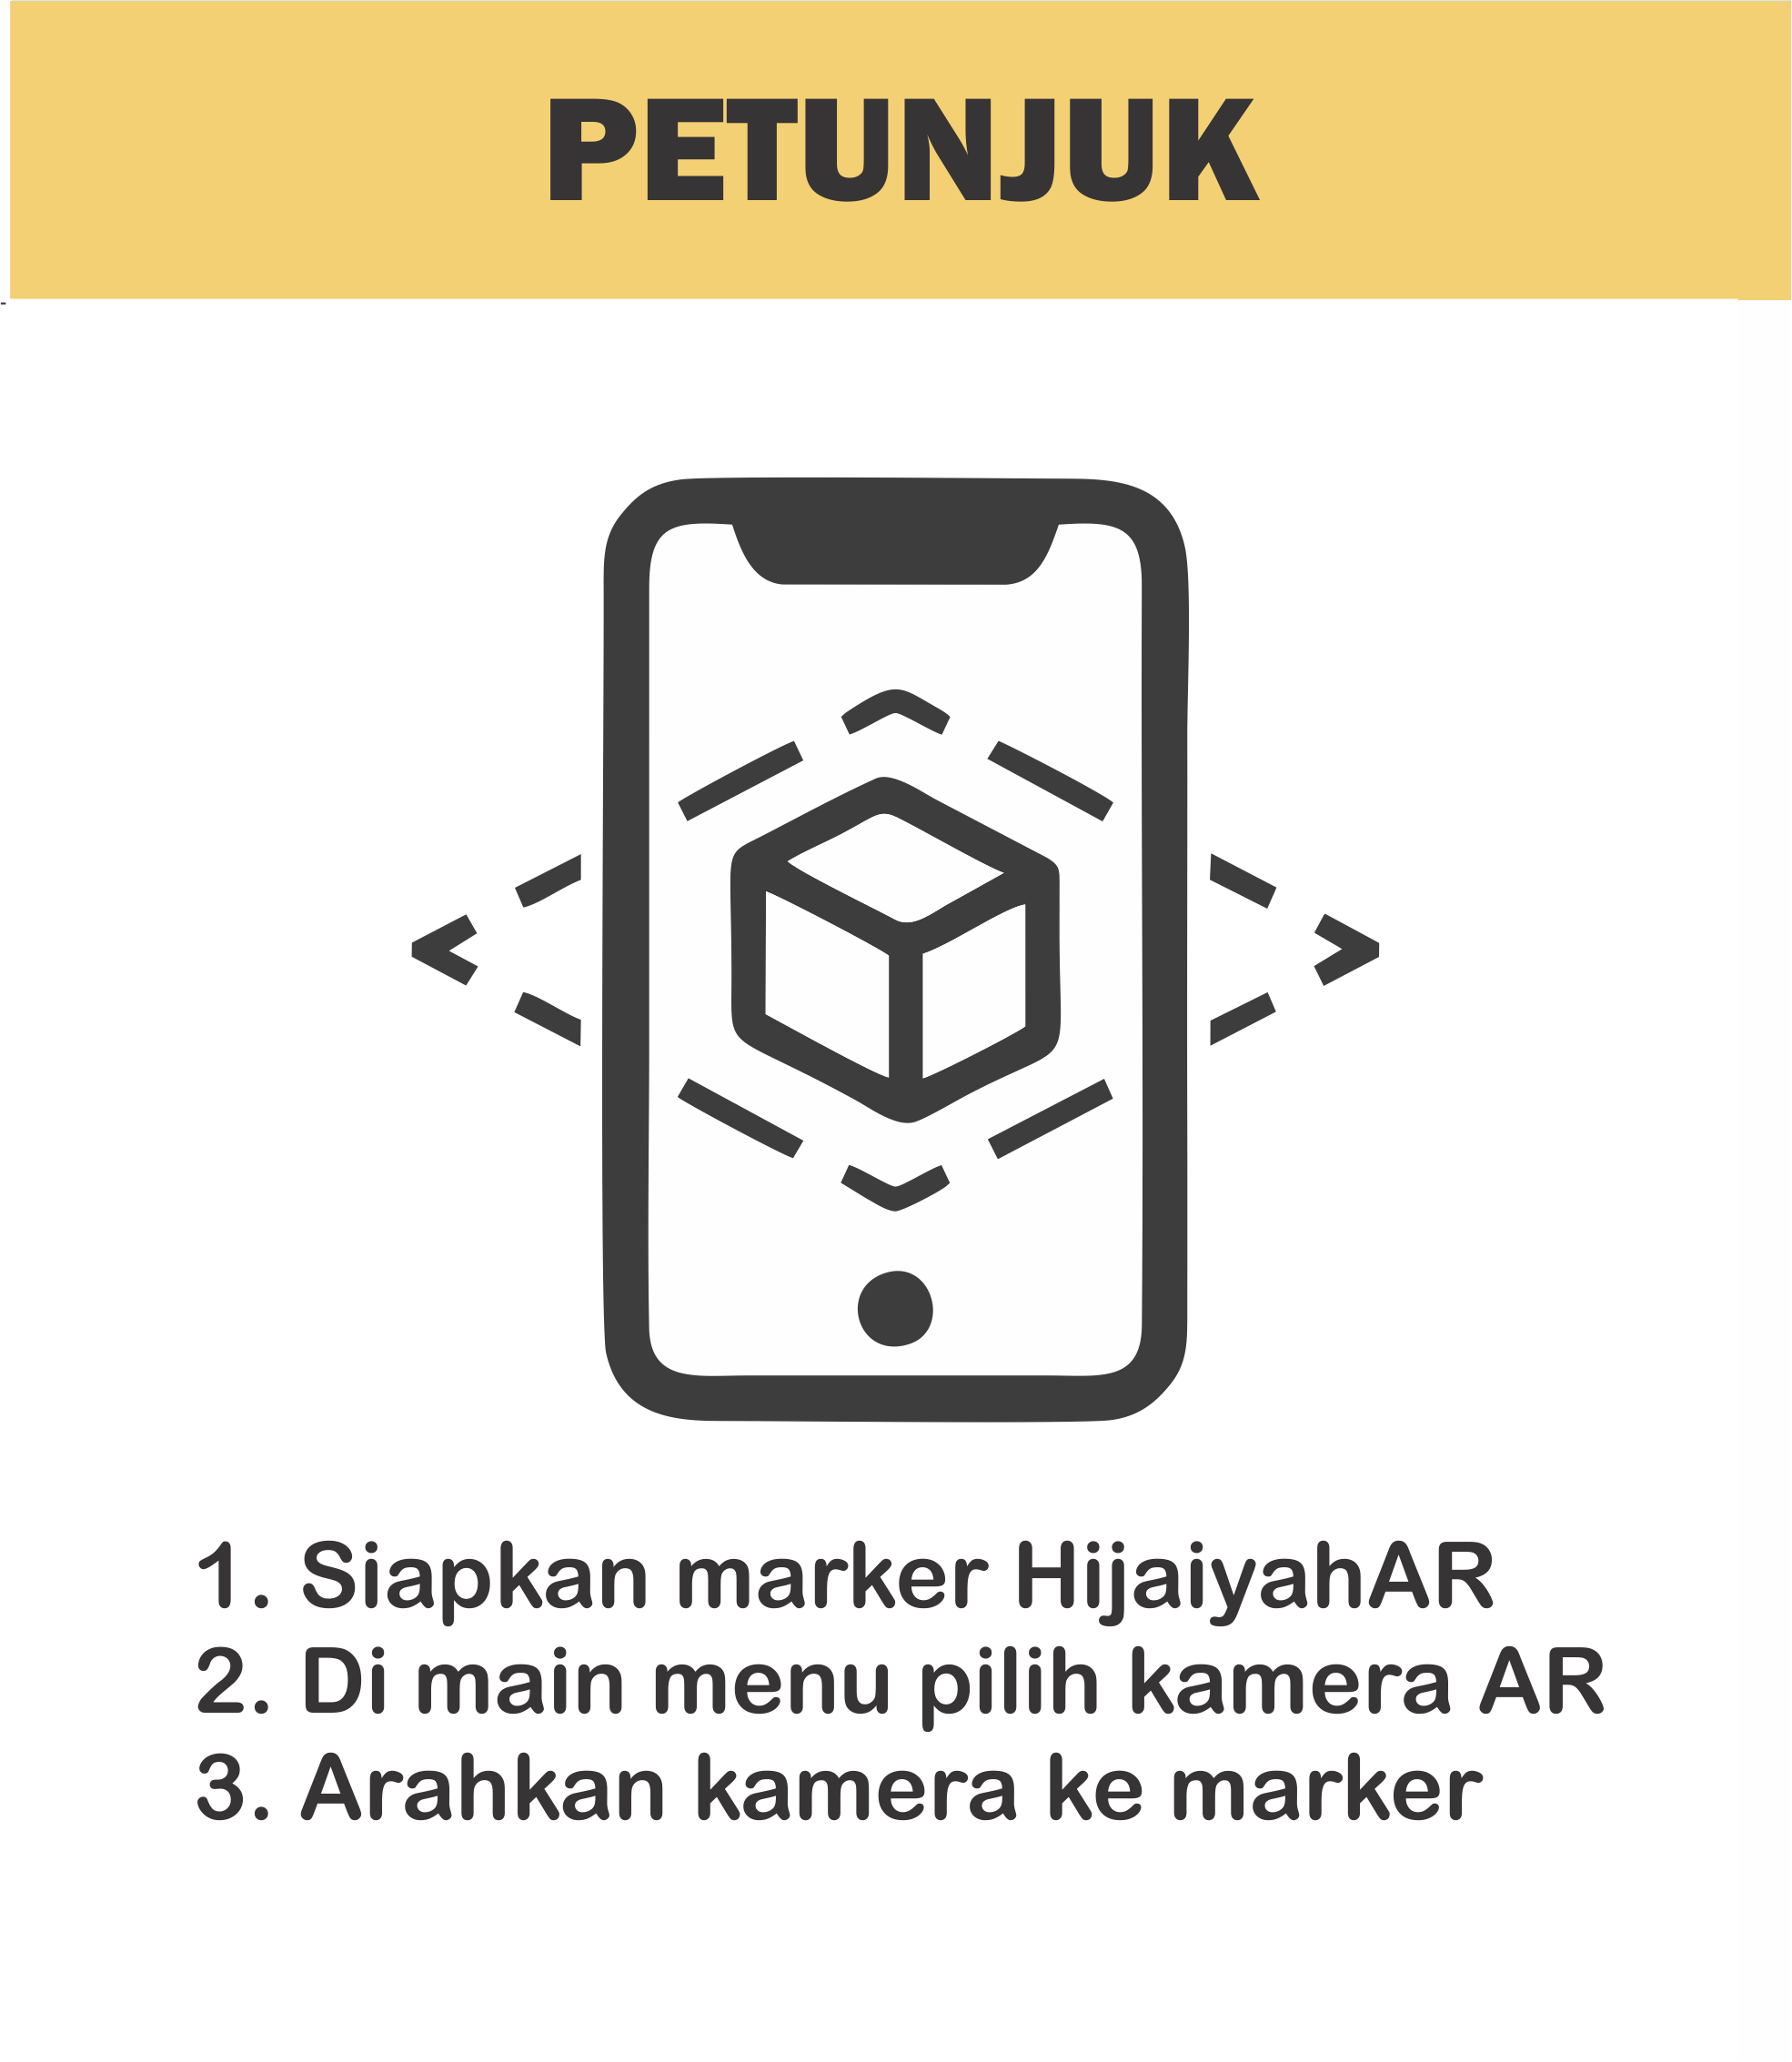 PETUNJUK
1. Siapkan marker HijaiyahAR
2. Di main menu pilih kamera AR
3. Arahkan kamera ke marker